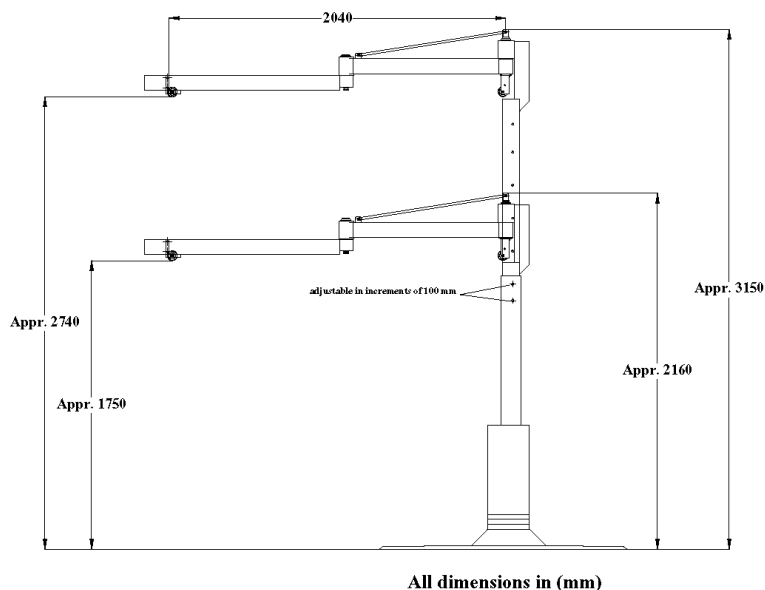 2040
adjustable in increments of 100 mm
Appr. 3150
Appr. 2740
Appr. 2160
Appr. 1750
All dimensions in (mm)